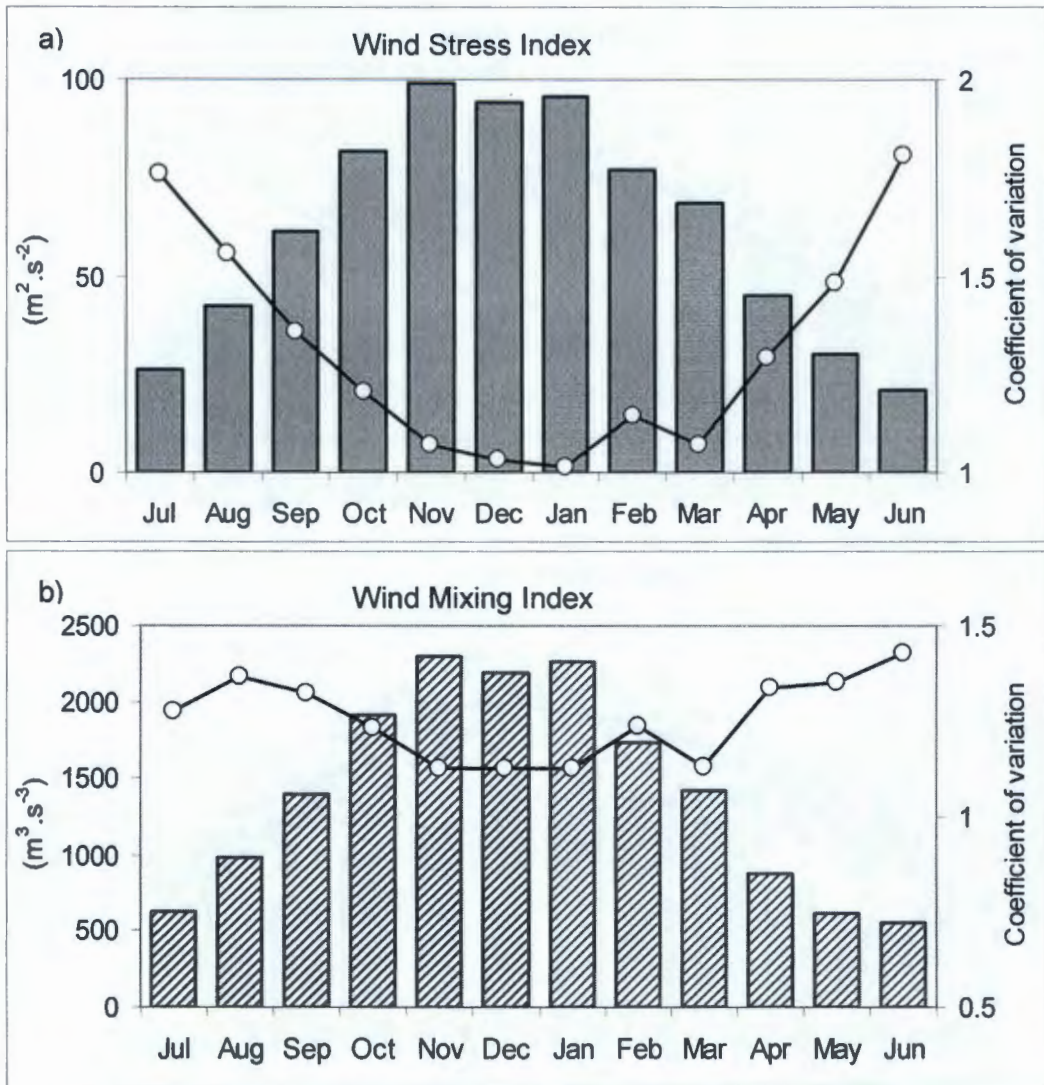 a)
Wind Stress Index
100
50
0
(m².s⁻²)
2
1.5
1
Coefficient of variation
Jul Aug Sep Oct Nov Dec Jan Feb Mar Apr May Jun
b)
Wind Mixing Index
2500
2000
1500
1000
500
0
(m³.s⁻³)
1.5
1
0.5
Coefficient of variation
Jul Aug Sep Oct Nov Dec Jan Feb Mar Apr May Jun